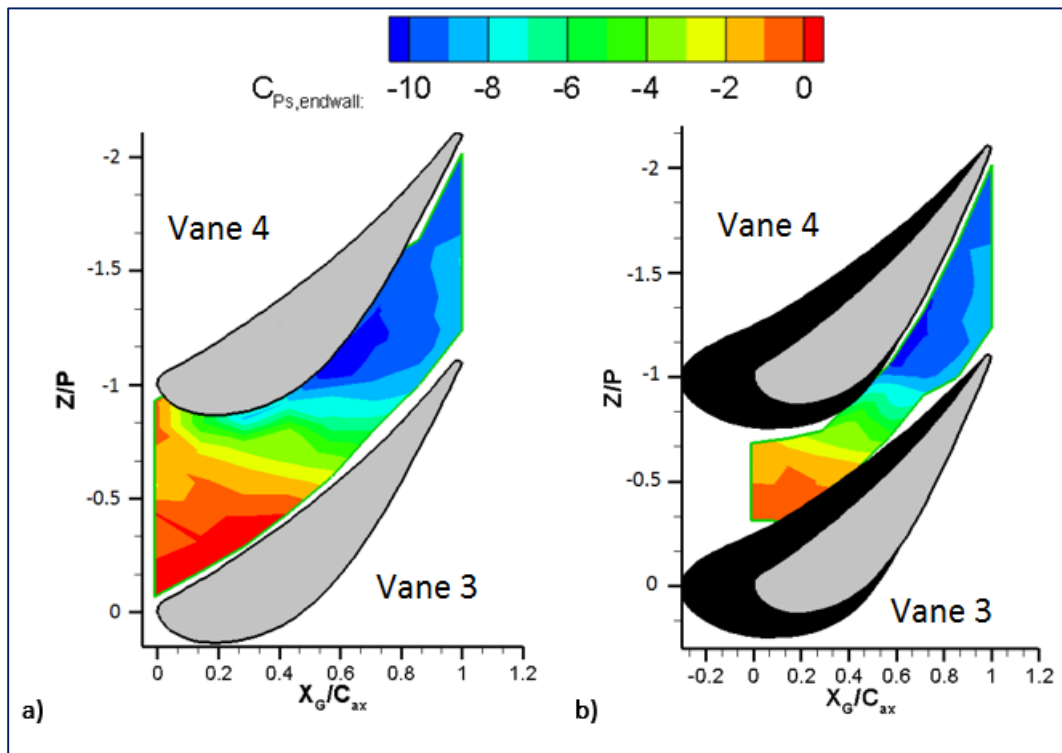 C_Ps,endwall: -10 -8 -6 -4 -2 0
-2
-1.5
-1
-0.5
0
Z/P
Vane 4
Vane 3
0 0.2 0.4 0.6 0.8 1 1.2
X_G/C_ax
a)
-2
-1.5
-1
-0.5
0
Z/P
Vane 4
Vane 3
-0.2 0 0.2 0.4 0.6 0.8 1 1.2
X_G/C_ax
b)